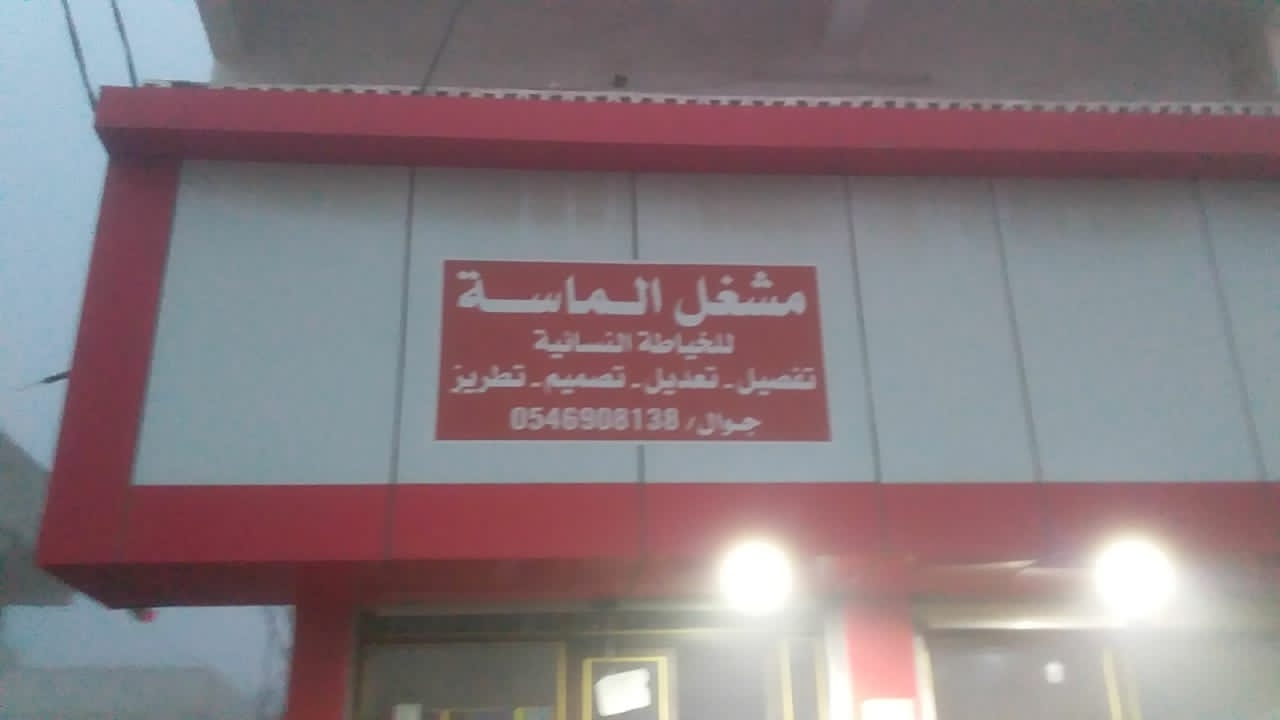 مشغل الماسة
للخياطة النسائية
تفصيل - تعديل - تصميم - تطريز
جوال / 0546908138